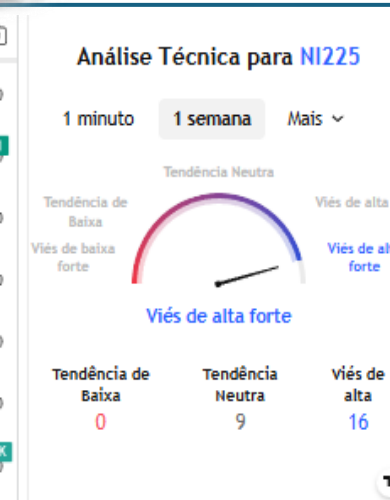 Análise Técnica para NI225
1 minuto 1 semana Mais
Tendência Neutra
Tendência de
Baixa
Viés de alta
Viés de baixa
forte
Viés de al
forte
Viés de alta forte
Tendência de
Baixa
0
Tendência
Neutra
9
Viés de
alta
16